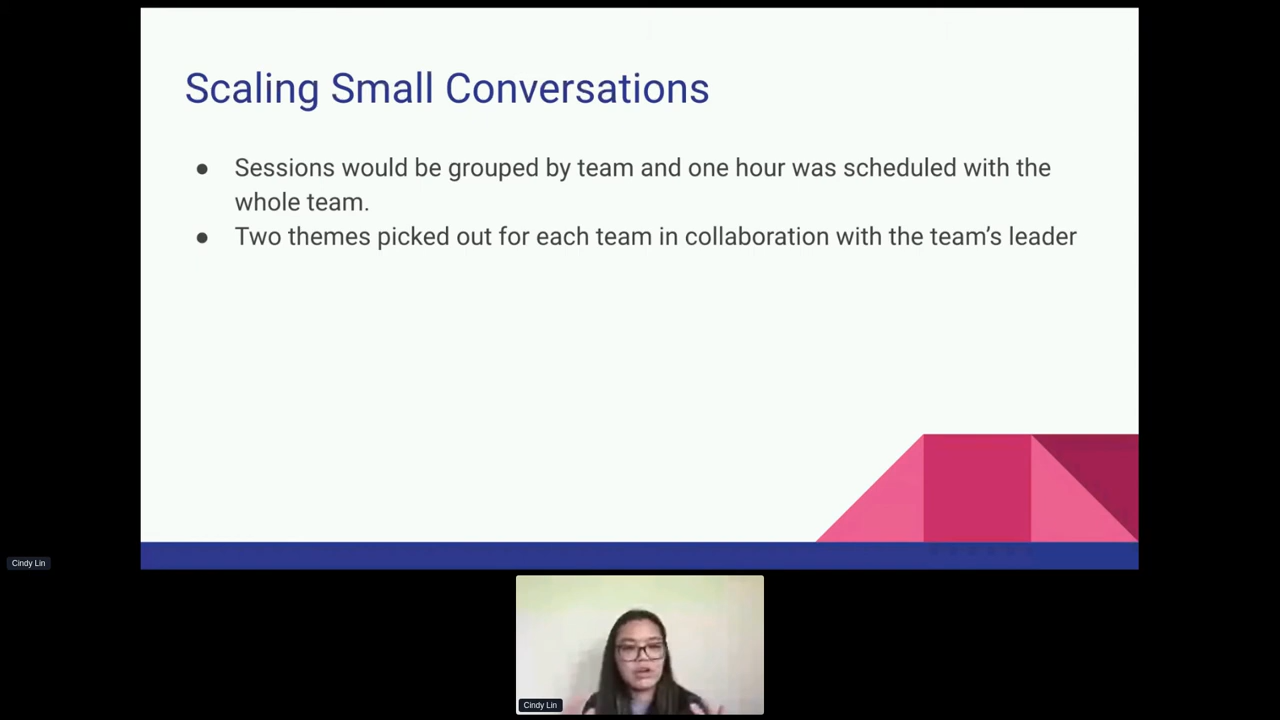 Scaling Small Conversations
● Sessions would be grouped by team and one hour was scheduled with the
whole team.
● Two themes picked out for each team in collaboration with the team’s leader
Cindy Lin
Cindy Lin